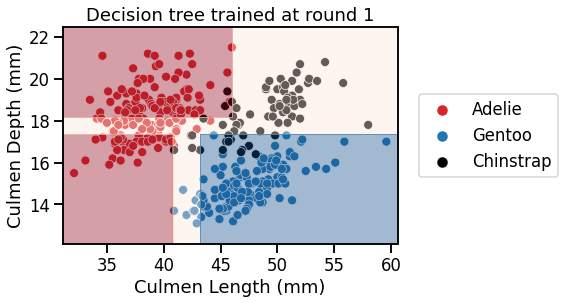 Decision tree trained at round 1
22
20
18
16
14
Culmen Depth (mm)
35 40 45 50 55 60
Culmen Length (mm)
Adelie
Gentoo
Chinstrap